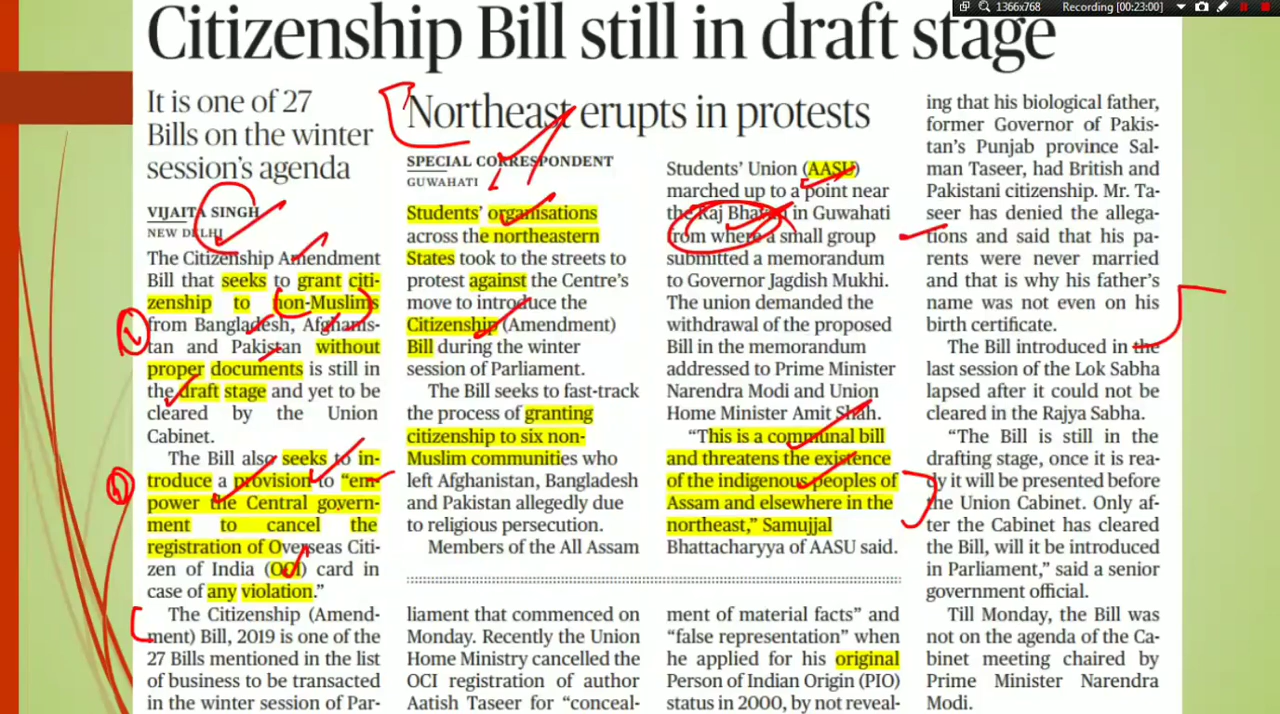 1366x768
Recording [00:23:00]
Citizenship Bill still in draft stage
It is one of 27
Bills on the winter
session's agenda
VIJAITA SINGH
NEW DELHI
The Citizenship Amendment
Bill that seeks to grant citi-
zenship to non-Muslims
from Bangladesh, Afghanis-
tan and Pakistan without
proper documents is still in
the draft stage and yet to be
cleared by the Union
Cabinet.
The Bill also seeks to in-
troduce a provision to “em-
power the Central govern-
ment to cancel the
registration of Overseas Citi-
zen of India (OCI) card in
case of any violation.”
The Citizenship (Amend-
ment) Bill, 2019 is one of the
27 Bills mentioned in the list
of business to be transacted
in the winter session of Par-
Northeast erupts in protests
SPECIAL CORRESPONDENT
GUWAHATI
Students’ organisations
across the northeastern
States took to the streets to
protest against the Centre’s
move to introduce the
Citizenship (Amendment)
Bill during the winter
session of Parliament.
The Bill seeks to fast-track
the process of granting
citizenship to six non-
Muslim communities who
left Afghanistan, Bangladesh
and Pakistan allegedly due
to religious persecution.
Members of the All Assam
Students’ Union (AASU)
marched up to a point near
the Raj Bhavan in Guwahati
from where a small group
submitted a memorandum
to Governor Jagdish Mukhi.
The union demanded the
withdrawal of the proposed
Bill in the memorandum
addressed to Prime Minister
Narendra Modi and Union
Home Minister Amit Shah.
“This is a communal bill
and threatens the existence
of the indigenous peoples of
Assam and elsewhere in the
northeast,” Samujjal
Bhattacharyya of AASU said.
liament that commenced on
Monday. Recently the Union
Home Ministry cancelled the
OCI registration of author
Aatish Taseer for “conceal-
ment of material facts” and
“false representation” when
he applied for his original
Person of Indian Origin (PIO)
status in 2000, by not reveal-
ing that his biological father,
former Governor of Pakis-
tan’s Punjab province Sal-
man Taseer, had British and
Pakistani citizenship. Mr. Ta-
seer has denied the allega-
tions and said that his pa-
rents were never married
and that is why his father’s
name was not even on his
birth certificate.
The Bill introduced in the
last session of the Lok Sabha
lapsed after it could not be
cleared in the Rajya Sabha.
“The Bill is still in the
drafting stage, once it is rea-
dy it will be presented before
the Union Cabinet. Only af-
ter the Cabinet has cleared
the Bill, will it be introduced
in Parliament,” said a senior
government official.
Till Monday, the Bill was
not on the agenda of the Ca-
binet meeting chaired by
Prime Minister Narendra
Modi.